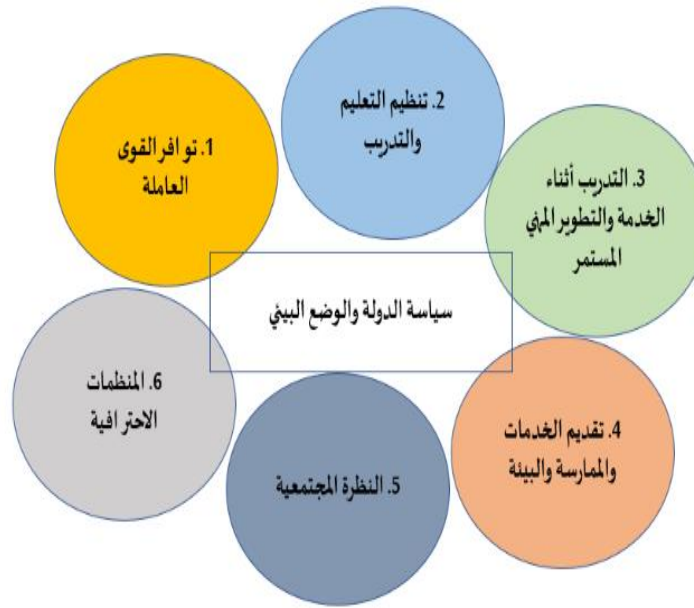 1. توافر القوى
العاملة
2. تنظيم التعليم
والتدريب
3. التدريب أثناء
الخدمة والتطوير المهني
المستمر
سياسة الدولة والوضع البيئي
4. تقديم الخدمات
والممارسة والبيئة
5. النظرة المجتمعية
6. المنظمات
الاحترافية